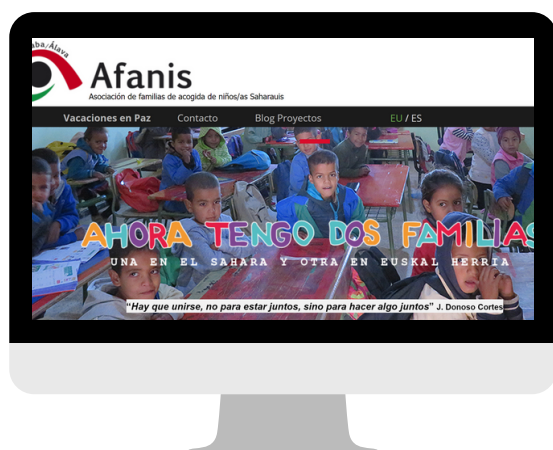 Álava
Afanis
Asociación de familias de acogida de niños/as Saharauis
Vacaciones en Paz Contacto Blog Proyectos EU / ES
AHORA TENGO DOS FAMILIAS
UNA EN EL SAHARA Y OTRA EN EUSKAL HERRIA
“Hay que unirse, no para estar juntos, sino para hacer algo juntos” J. Donoso Cortes